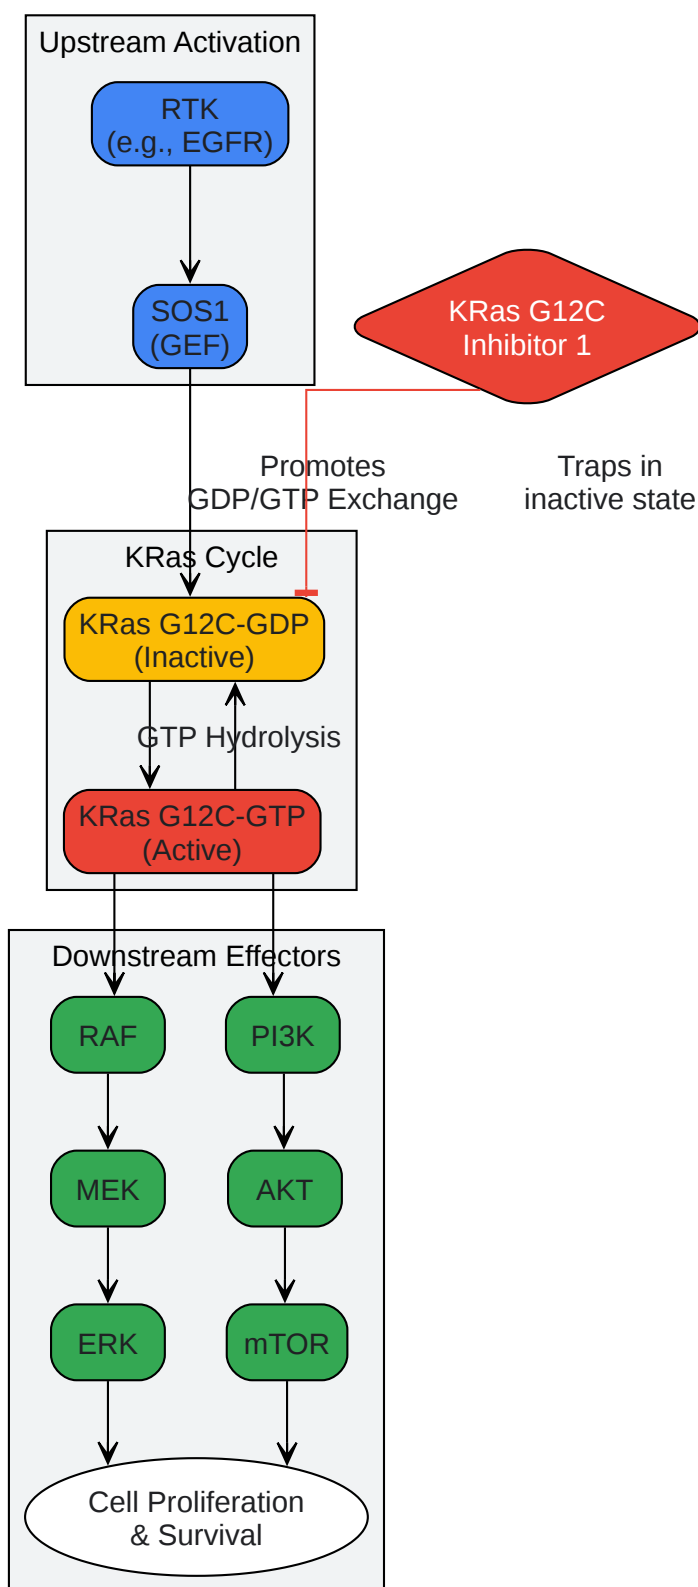 Upstream Activation
RTK
(e.g., EGFR)
SOS1
(GEF)
KRas G12C
Inhibitor 1
Promotes
GDP/GTP Exchange
Traps in
inactive state
KRas Cycle
KRas G12C-GDP
(Inactive)
GTP Hydrolysis
KRas G12C-GTP
(Active)
Downstream Effectors
RAF
PI3K
MEK
AKT
ERK
mTOR
Cell Proliferation
& Survival